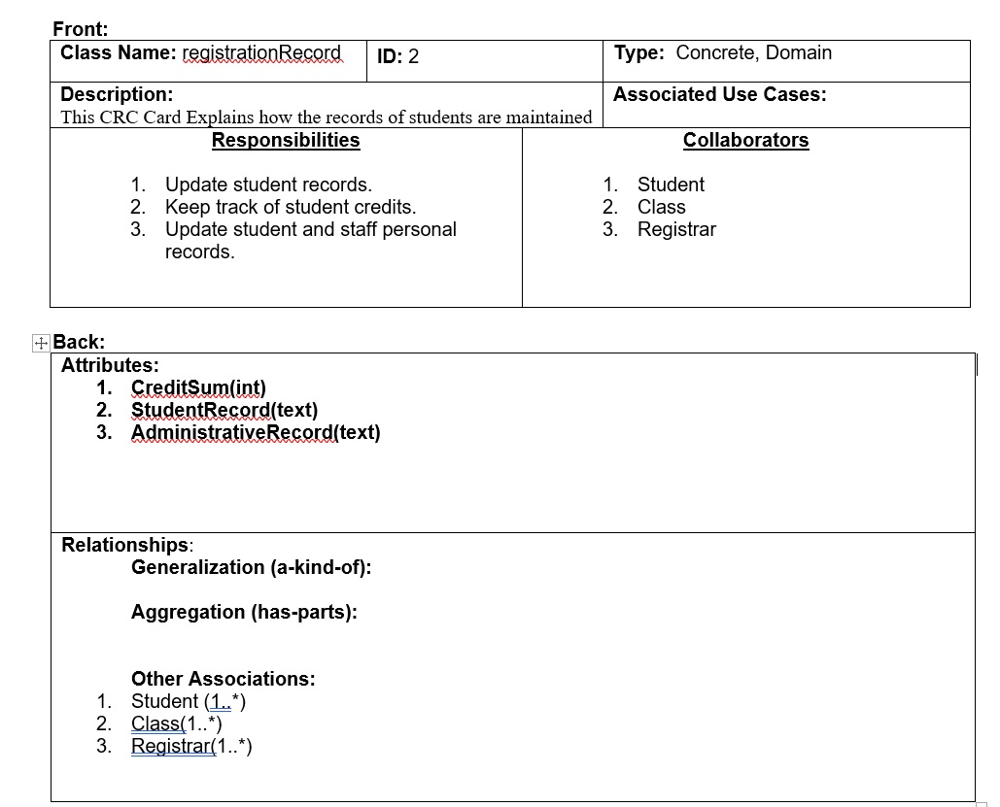 Front:
Class Name: registrationRecord ID: 2 Type: Concrete, Domain
Description: Associated Use Cases:
This CRC Card Explains how the records of students are maintained
Responsibilities Collaborators
1. Update student records. 1. Student
2. Keep track of student credits. 2. Class
3. Update student and staff personal 3. Registrar
records.
Back:
Attributes:
1. CreditSum(int)
2. StudentRecord(text)
3. AdministrativeRecord(text)
Relationships:
Generalization (a-kind-of):
Aggregation (has-parts):
Other Associations:
1. Student (1..*)
2. Class(1..*)
3. Registrar(1..*)